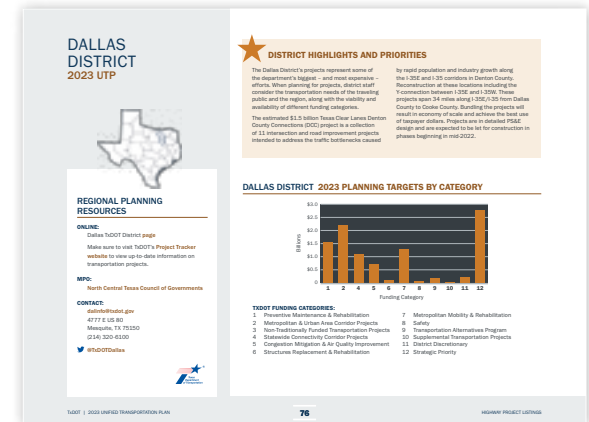 DALLAS
DISTRICT
2023 UTP
REGIONAL PLANNING
RESOURCES
ONLINE:
Dallas TxDOT District page
Make sure to visit TxDOT's Project Tracker
website to view up-to-date information on
transportation projects.
MPO:
North Central Texas Council of Governments
CONTACT:
dalinfo@txdot.gov
4777 E US 80
Mesquite, TX 75150
(214) 320-6100
@TxDOTDallas
DISTRICT HIGHLIGHTS AND PRIORITIES
The Dallas District's projects represent some of
the department's biggest – and most expensive –
efforts. When planning for projects, district staff
consider the transportation needs of the traveling
public and the region, along with the viability and
availability of different funding categories.
The estimated $1.5 billion Texas Clear Lanes Denton
County Connections (DCC) project is a collection
of 11 intersection and road improvement projects
intended to address the traffic bottlenecks caused
by rapid population and industry growth along
the I-35E and I-35 corridors in Denton County.
Reconstruction at these locations including the
Y-connection between I-35E and I-35W. These
projects span 34 miles along I-35E/I-35 from Dallas
County to Cooke County. Bundling the projects will
result in economy of scale and achieve the best use
of taxpayer dollars. Projects are in detailed PS&E
design and are expected to be let for construction in
phases beginning in mid-2022.
DALLAS DISTRICT 2023 PLANNING TARGETS BY CATEGORY
Billions
$3.0
$2.5
$2.0
$1.5
$1.0
$0.5
0
1 2 3 4 5 6 7 8 9 10 11 12
Funding Category
TXDOT FUNDING CATEGORIES:
1 Preventive Maintenance & Rehabilitation
2 Metropolitan & Urban Area Corridor Projects
3 Non-Traditionally Funded Transportation Projects
4 Statewide Connectivity Corridor Projects
5 Congestion Mitigation & Air Quality Improvement
6 Structures Replacement & Rehabilitation
7 Metropolitan Mobility & Rehabilitation
8 Safety
9 Transportation Alternatives Program
10 Supplemental Transportation Projects
11 District Discretionary
12 Strategic Priority
TxDOT | 2023 UNIFIED TRANSPORTATION PLAN
76
HIGHWAY PROJECT LISTINGS